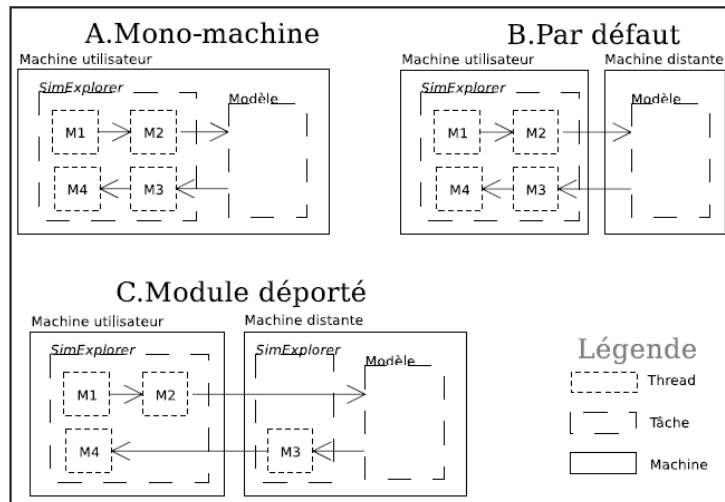 A.Mono-machine
Machine utilisateur
SimExplorer
Modèle
M1
M2
M4
M3
B.Par défaut
Machine utilisateur
Machine distante
SimExplorer
Modèle
M1
M2
M4
M3
C.Module déporté
Machine utilisateur
Machine distante
SimExplorer
SimExplorer
Modèle
M1
M2
M4
M3
Légende
Thread
Tâche
Machine